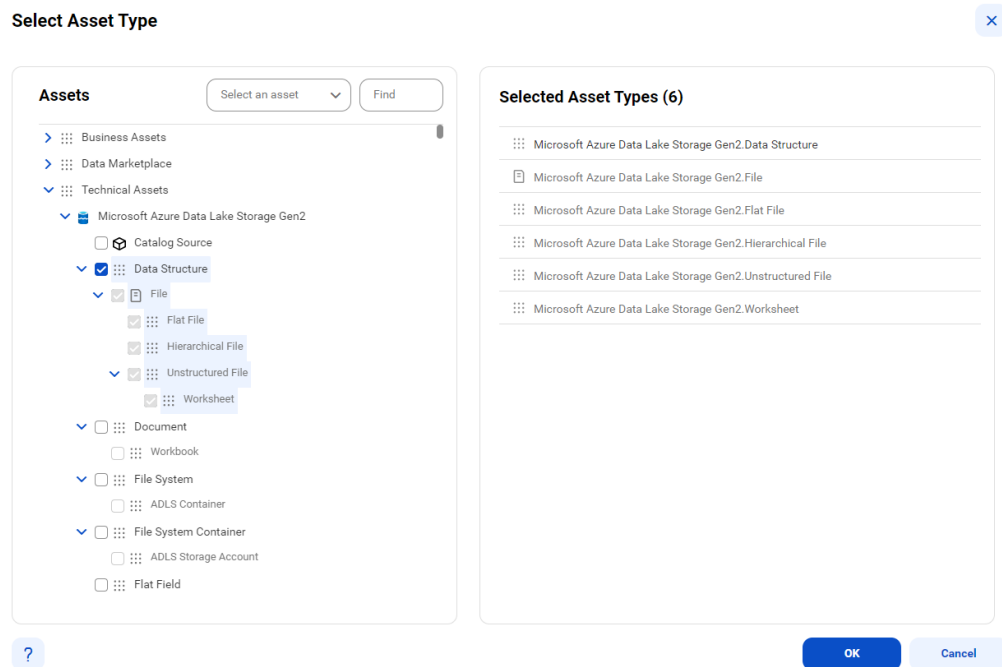 Select Asset Type
Assets
Select an asset
Find
Business Assets
Data Marketplace
Technical Assets
Microsoft Azure Data Lake Storage Gen2
Catalog Source
Data Structure
File
Flat File
Hierarchical File
Unstructured File
Worksheet
Document
Workbook
File System
ADLS Container
File System Container
ADLS Storage Account
Flat Field
Selected Asset Types (6)
Microsoft Azure Data Lake Storage Gen2.Data Structure
Microsoft Azure Data Lake Storage Gen2.File
Microsoft Azure Data Lake Storage Gen2.Flat File
Microsoft Azure Data Lake Storage Gen2.Hierarchical File
Microsoft Azure Data Lake Storage Gen2.Unstructured File
Microsoft Azure Data Lake Storage Gen2.Worksheet
?
OK
Cancel